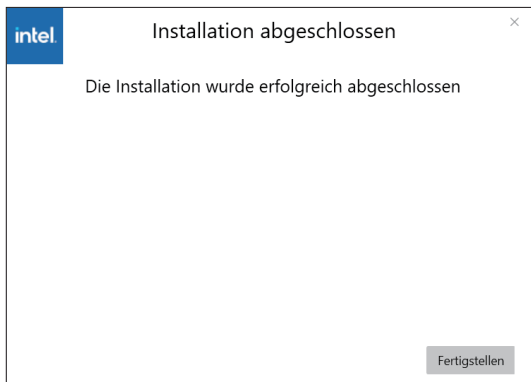 intel.
Installation abgeschlossen
Die Installation wurde erfolgreich abgeschlossen
Fertigstellen